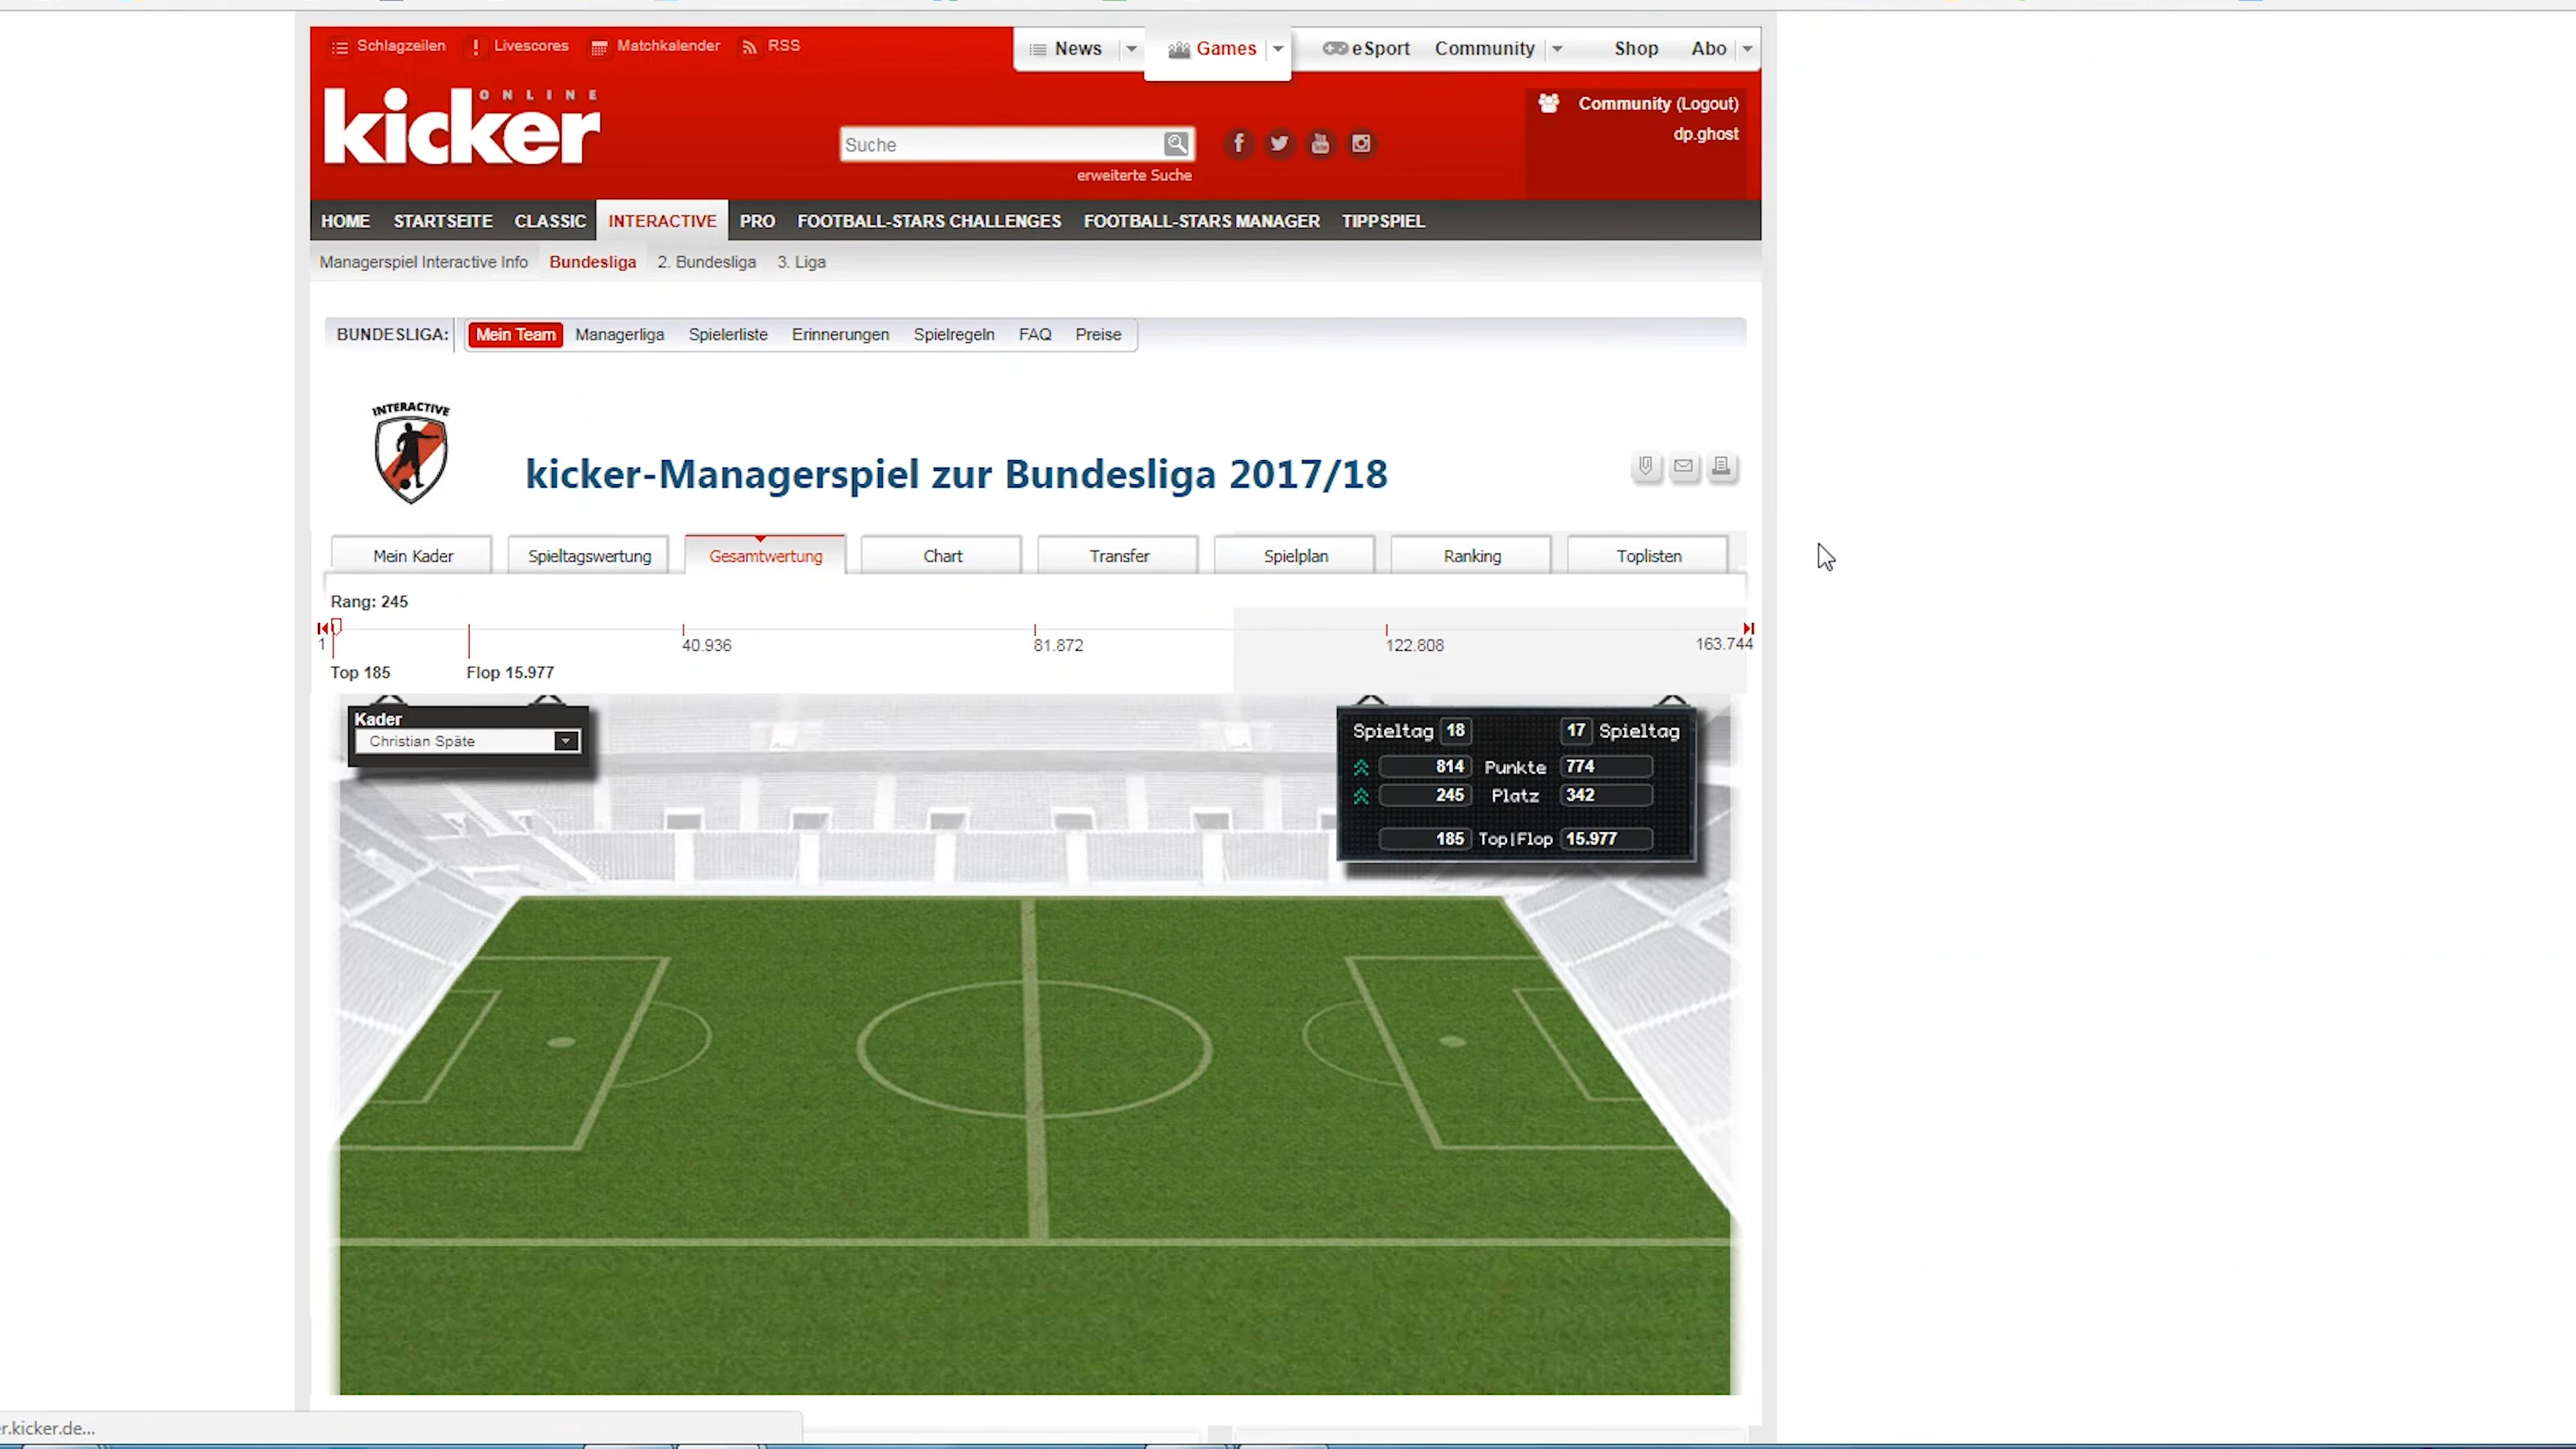 Schlagzeilen Livescores Matchkalender RSS
News Games eSport Community Shop Abo
ONLINE
kicker
Suche
erweiterte Suche
Community (Logout)
dp.ghost
HOME STARTSEITE CLASSIC INTERACTIVE PRO FOOTBALL-STARS CHALLENGES FOOTBALL-STARS MANAGER TIPPSPIEL
Managerspiel Interactive Info Bundesliga 2. Bundesliga 3. Liga
BUNDESLIGA: Mein Team Managerliga Spielerliste Erinnerungen Spielregeln FAQ Preise
INTERACTIVE
kicker-Managerspiel zur Bundesliga 2017/18
Mein Kader Spieltagswertung Gesamtwertung Chart Transfer Spielplan Ranking Toplisten
Rang: 245
1 40.936 81.872 122.808 163.744
Top 185 Flop 15.977
Kader
Christian Späte
Spieltag 18 17 Spieltag
814 Punkte 774
245 Platz 342
185 Top|Flop 15.977
r.kicker.de...